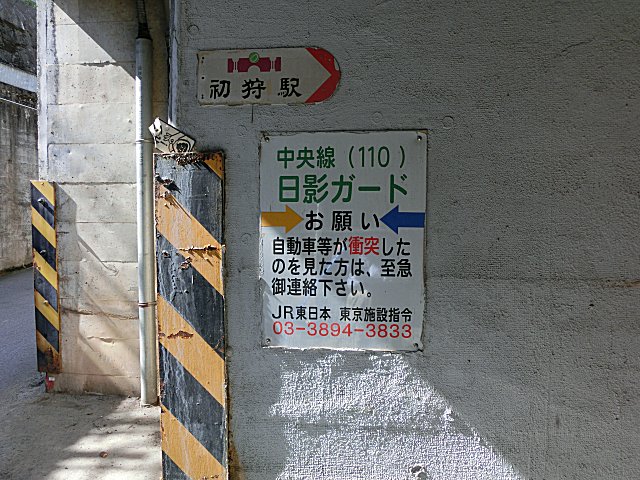 初狩駅
中央線(110)
日影ガード
お願い
自動車等が衝突した
のを見た方は、至急
御連絡下さい。
JR東日本 東京施設指令
03-3894-3833